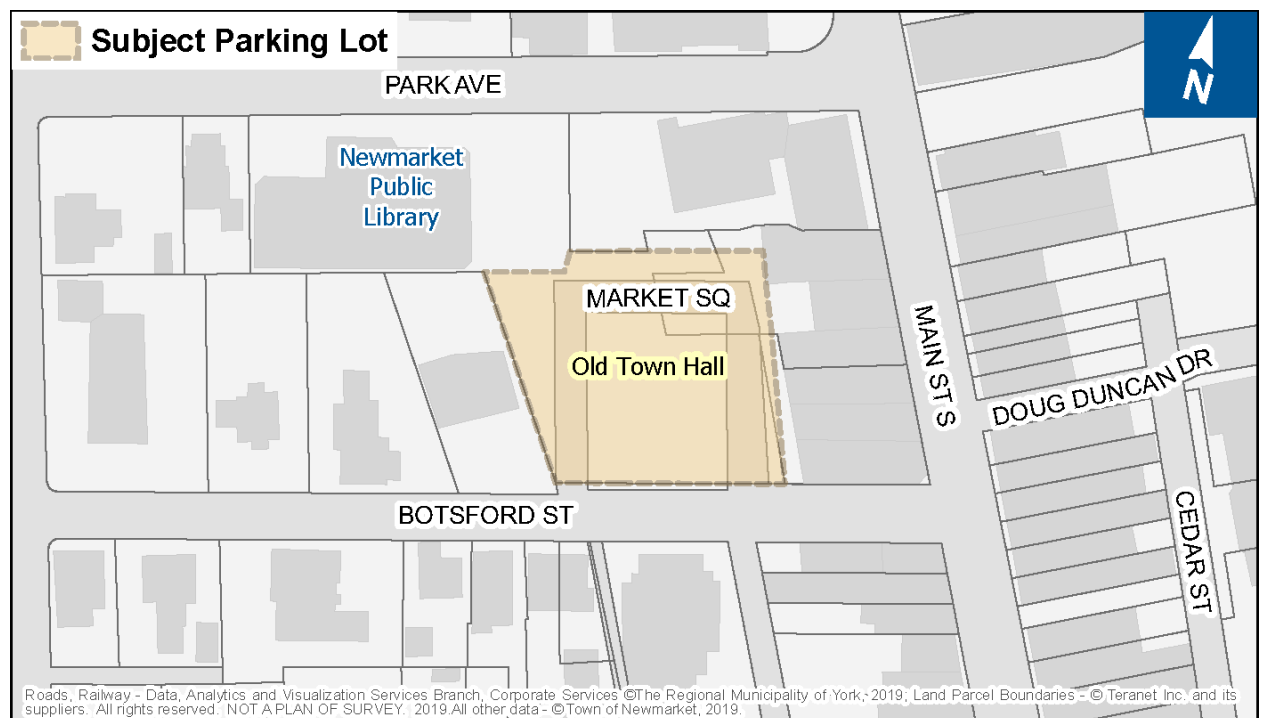 Subject Parking Lot
N
PARK AVE
Newmarket
Public
Library
MARKET SQ
Old Town Hall
MAIN ST S
DOUG DUNCAN DR
BOTSFORD ST
CEDAR ST
Roads, Railway - Data, Analytics and Visualization Services Branch, Corporate Services ©The Regional Municipality of York, 2019; Land Parcel Boundaries - © Teranet Inc. and its
suppliers. All rights reserved. NOT A PLAN OF SURVEY. 2019.All other data - ©Town of Newmarket, 2019.